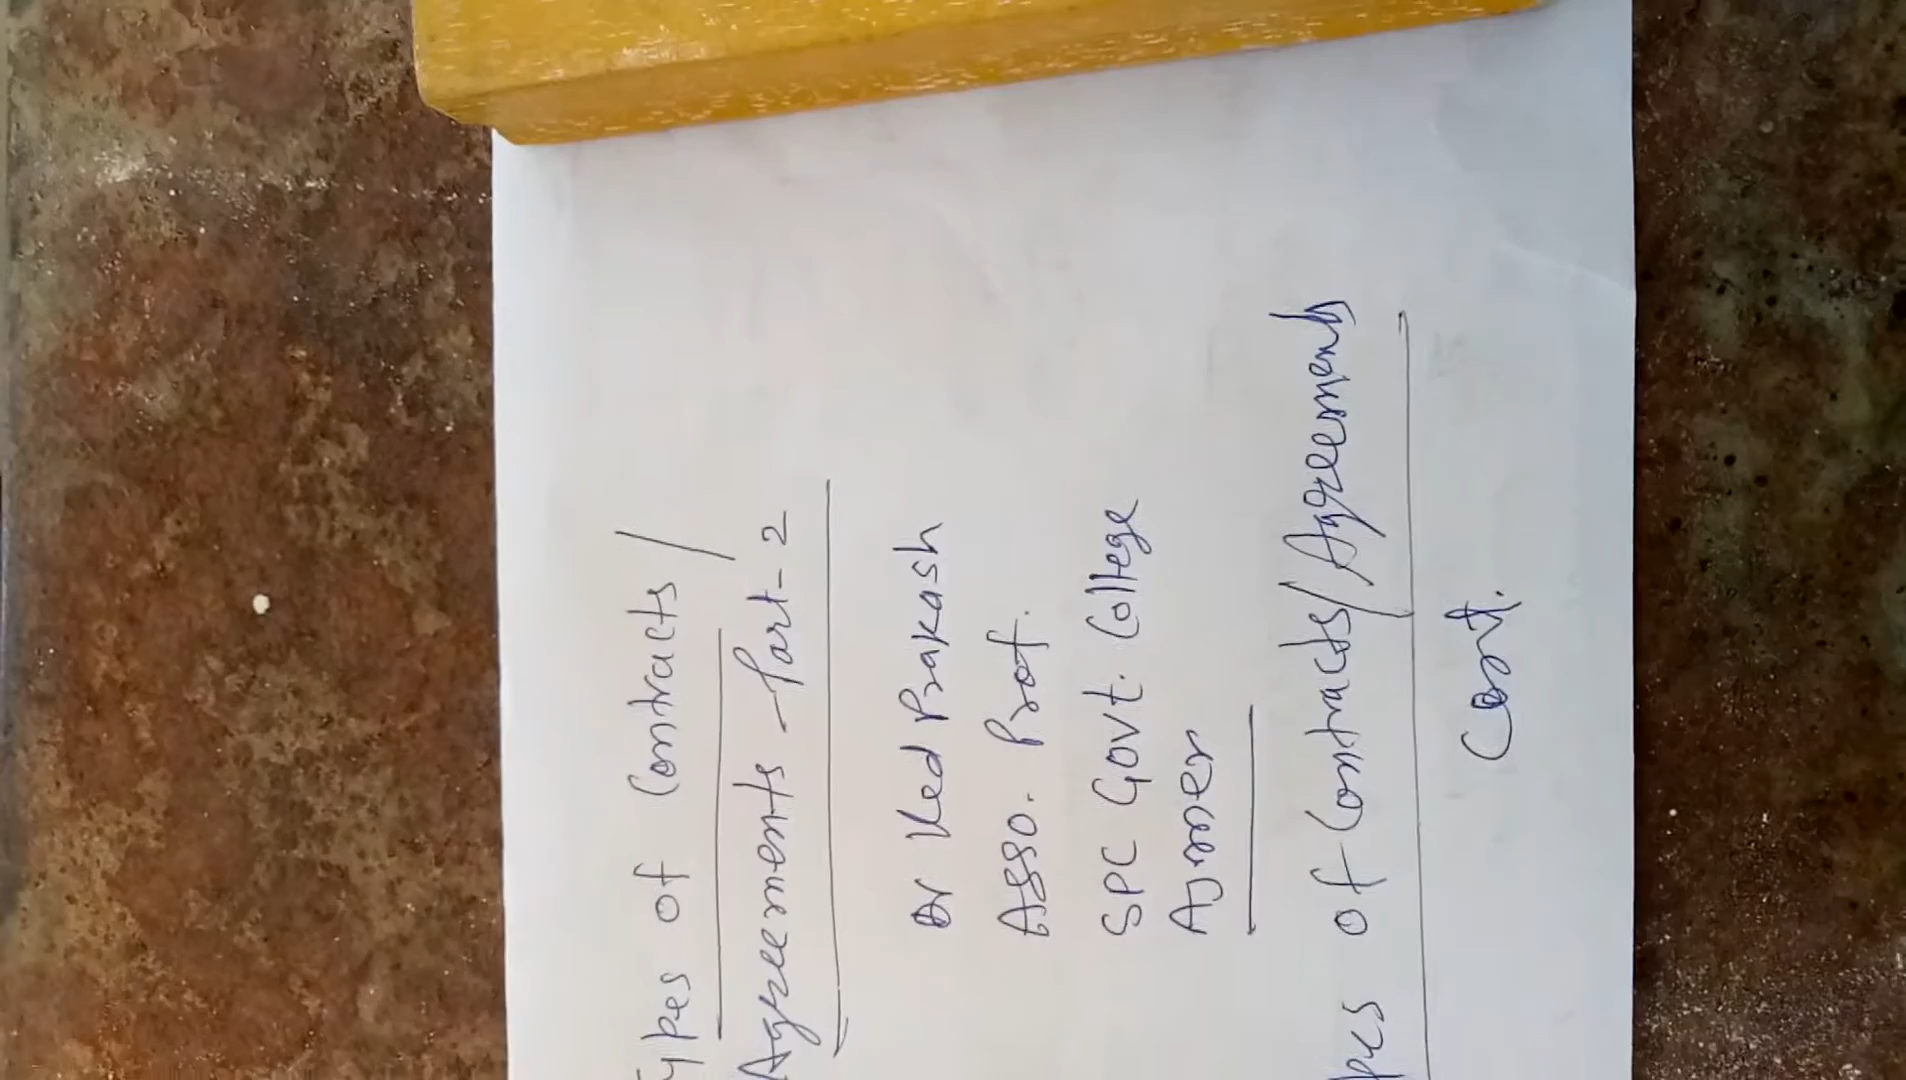 Types of Contracts /
Agreements - Part-2
Dr Ved Prakash
Asso. Prof.
SPC Govt. College
Ajmer
pes of Contracts/Agreements
Cont.